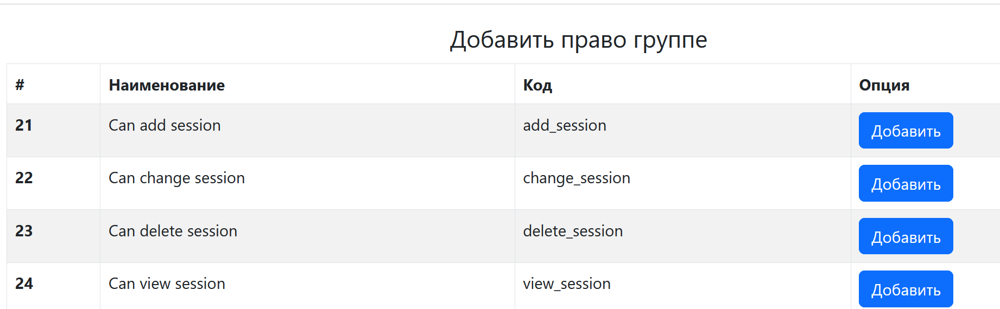 Добавить право группе
# Наименование Код Опция
21 Can add session add_session Добавить
22 Can change session change_session Добавить
23 Can delete session delete_session Добавить
24 Can view session view_session Добавить